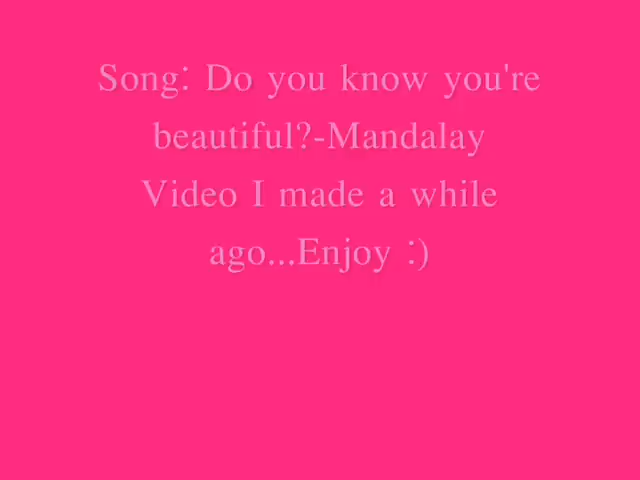 Song: Do you know you're
beautiful?-Mandalay
Video I made a while
ago...Enjoy :)